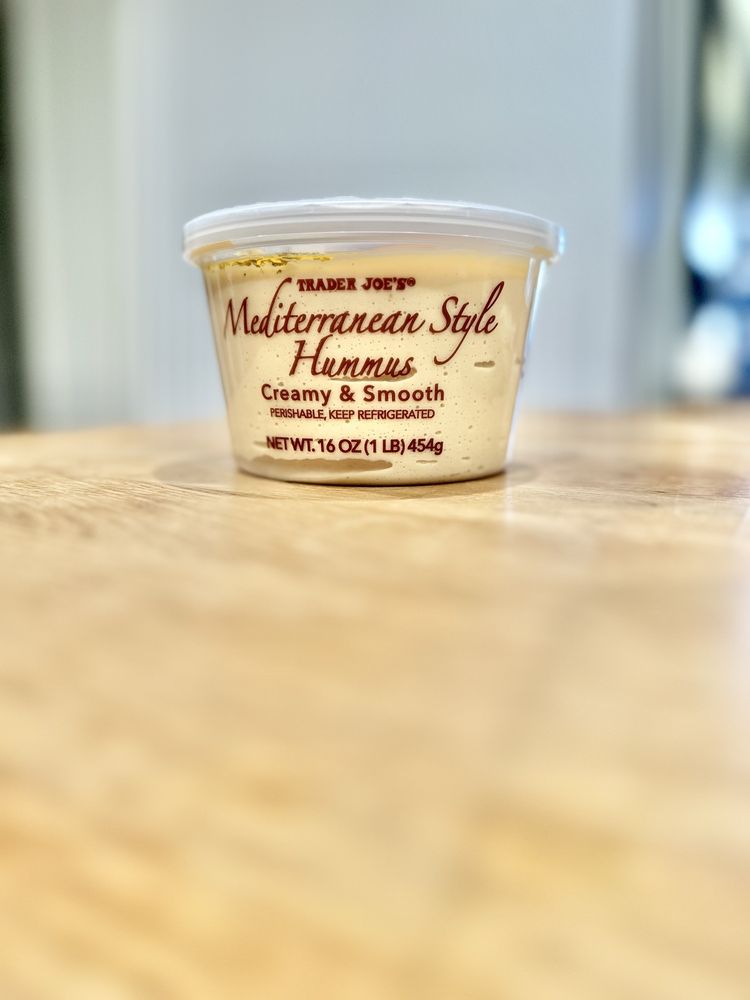 TRADER JOE'S®
Mediterranean Style
Hummus
Creamy & Smooth
PERISHABLE, KEEP REFRIGERATED
NET WT. 16 OZ (1 LB) 454g